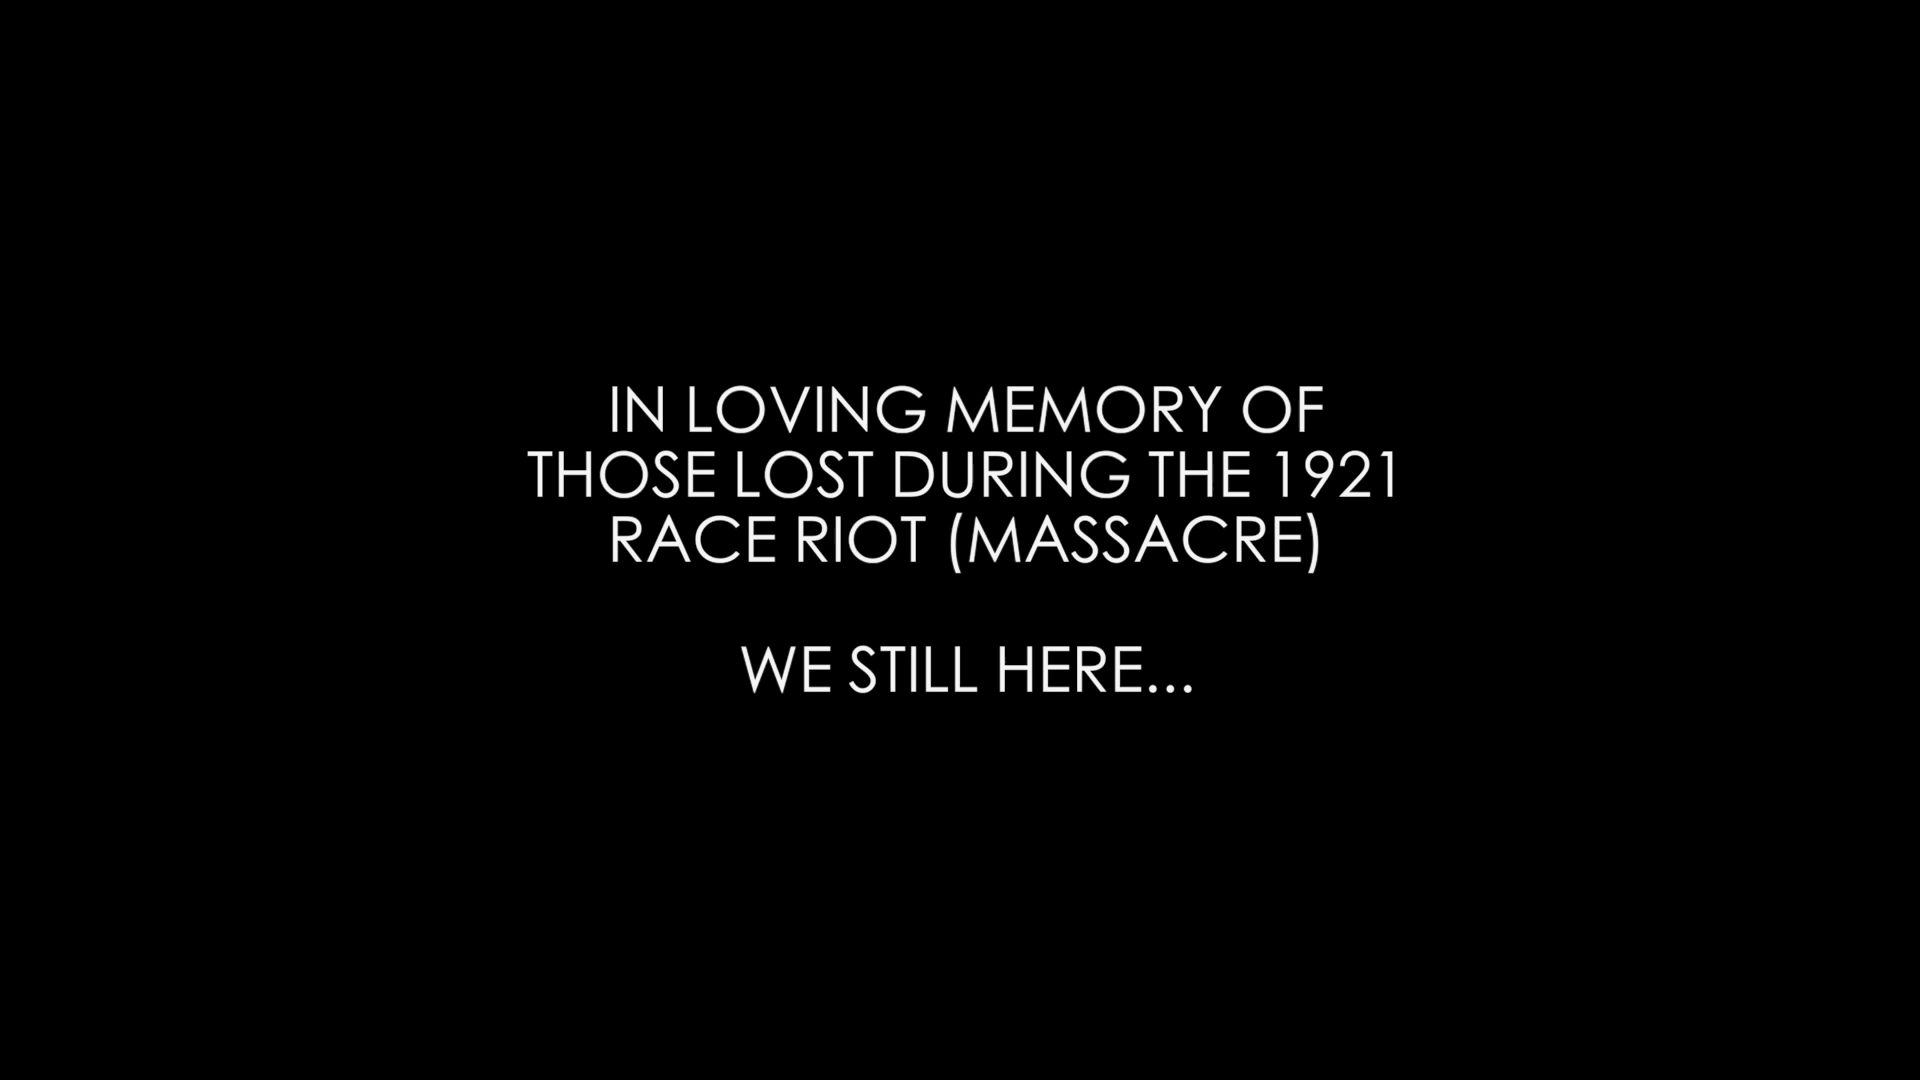 IN LOVING MEMORY OF
THOSE LOST DURING THE 1921
RACE RIOT (MASSACRE)
WE STILL HERE...